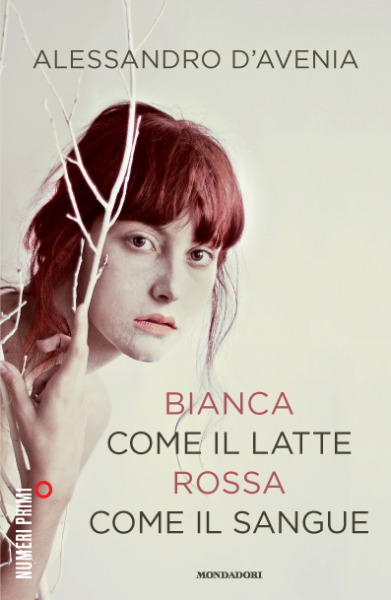 ALESSANDRO D'AVENIA
BIANCA
COME IL LATTE
ROSSA
COME IL SANGUE
NUMERI PRIMI
MONDADORI